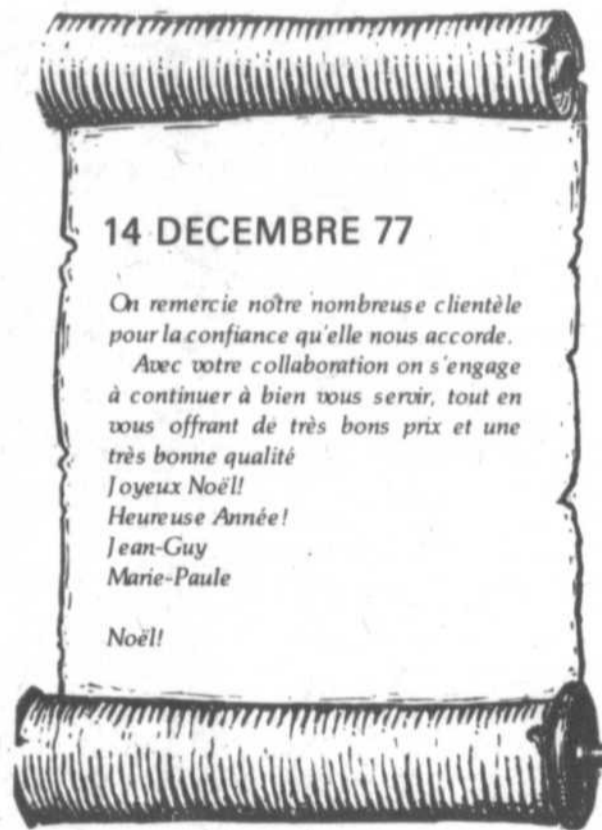 14 DECEMBRE 77
On remercie notre nombreuse clientèle
pour la confiance qu'elle nous accorde.
Avec votre collaboration on s'engage
à continuer à bien vous servir, tout en
vous offrant de très bons prix et une
très bonne qualité
Joyeux Noël!
Heureuse Année!
Jean-Guy
Marie-Paule
Noël!